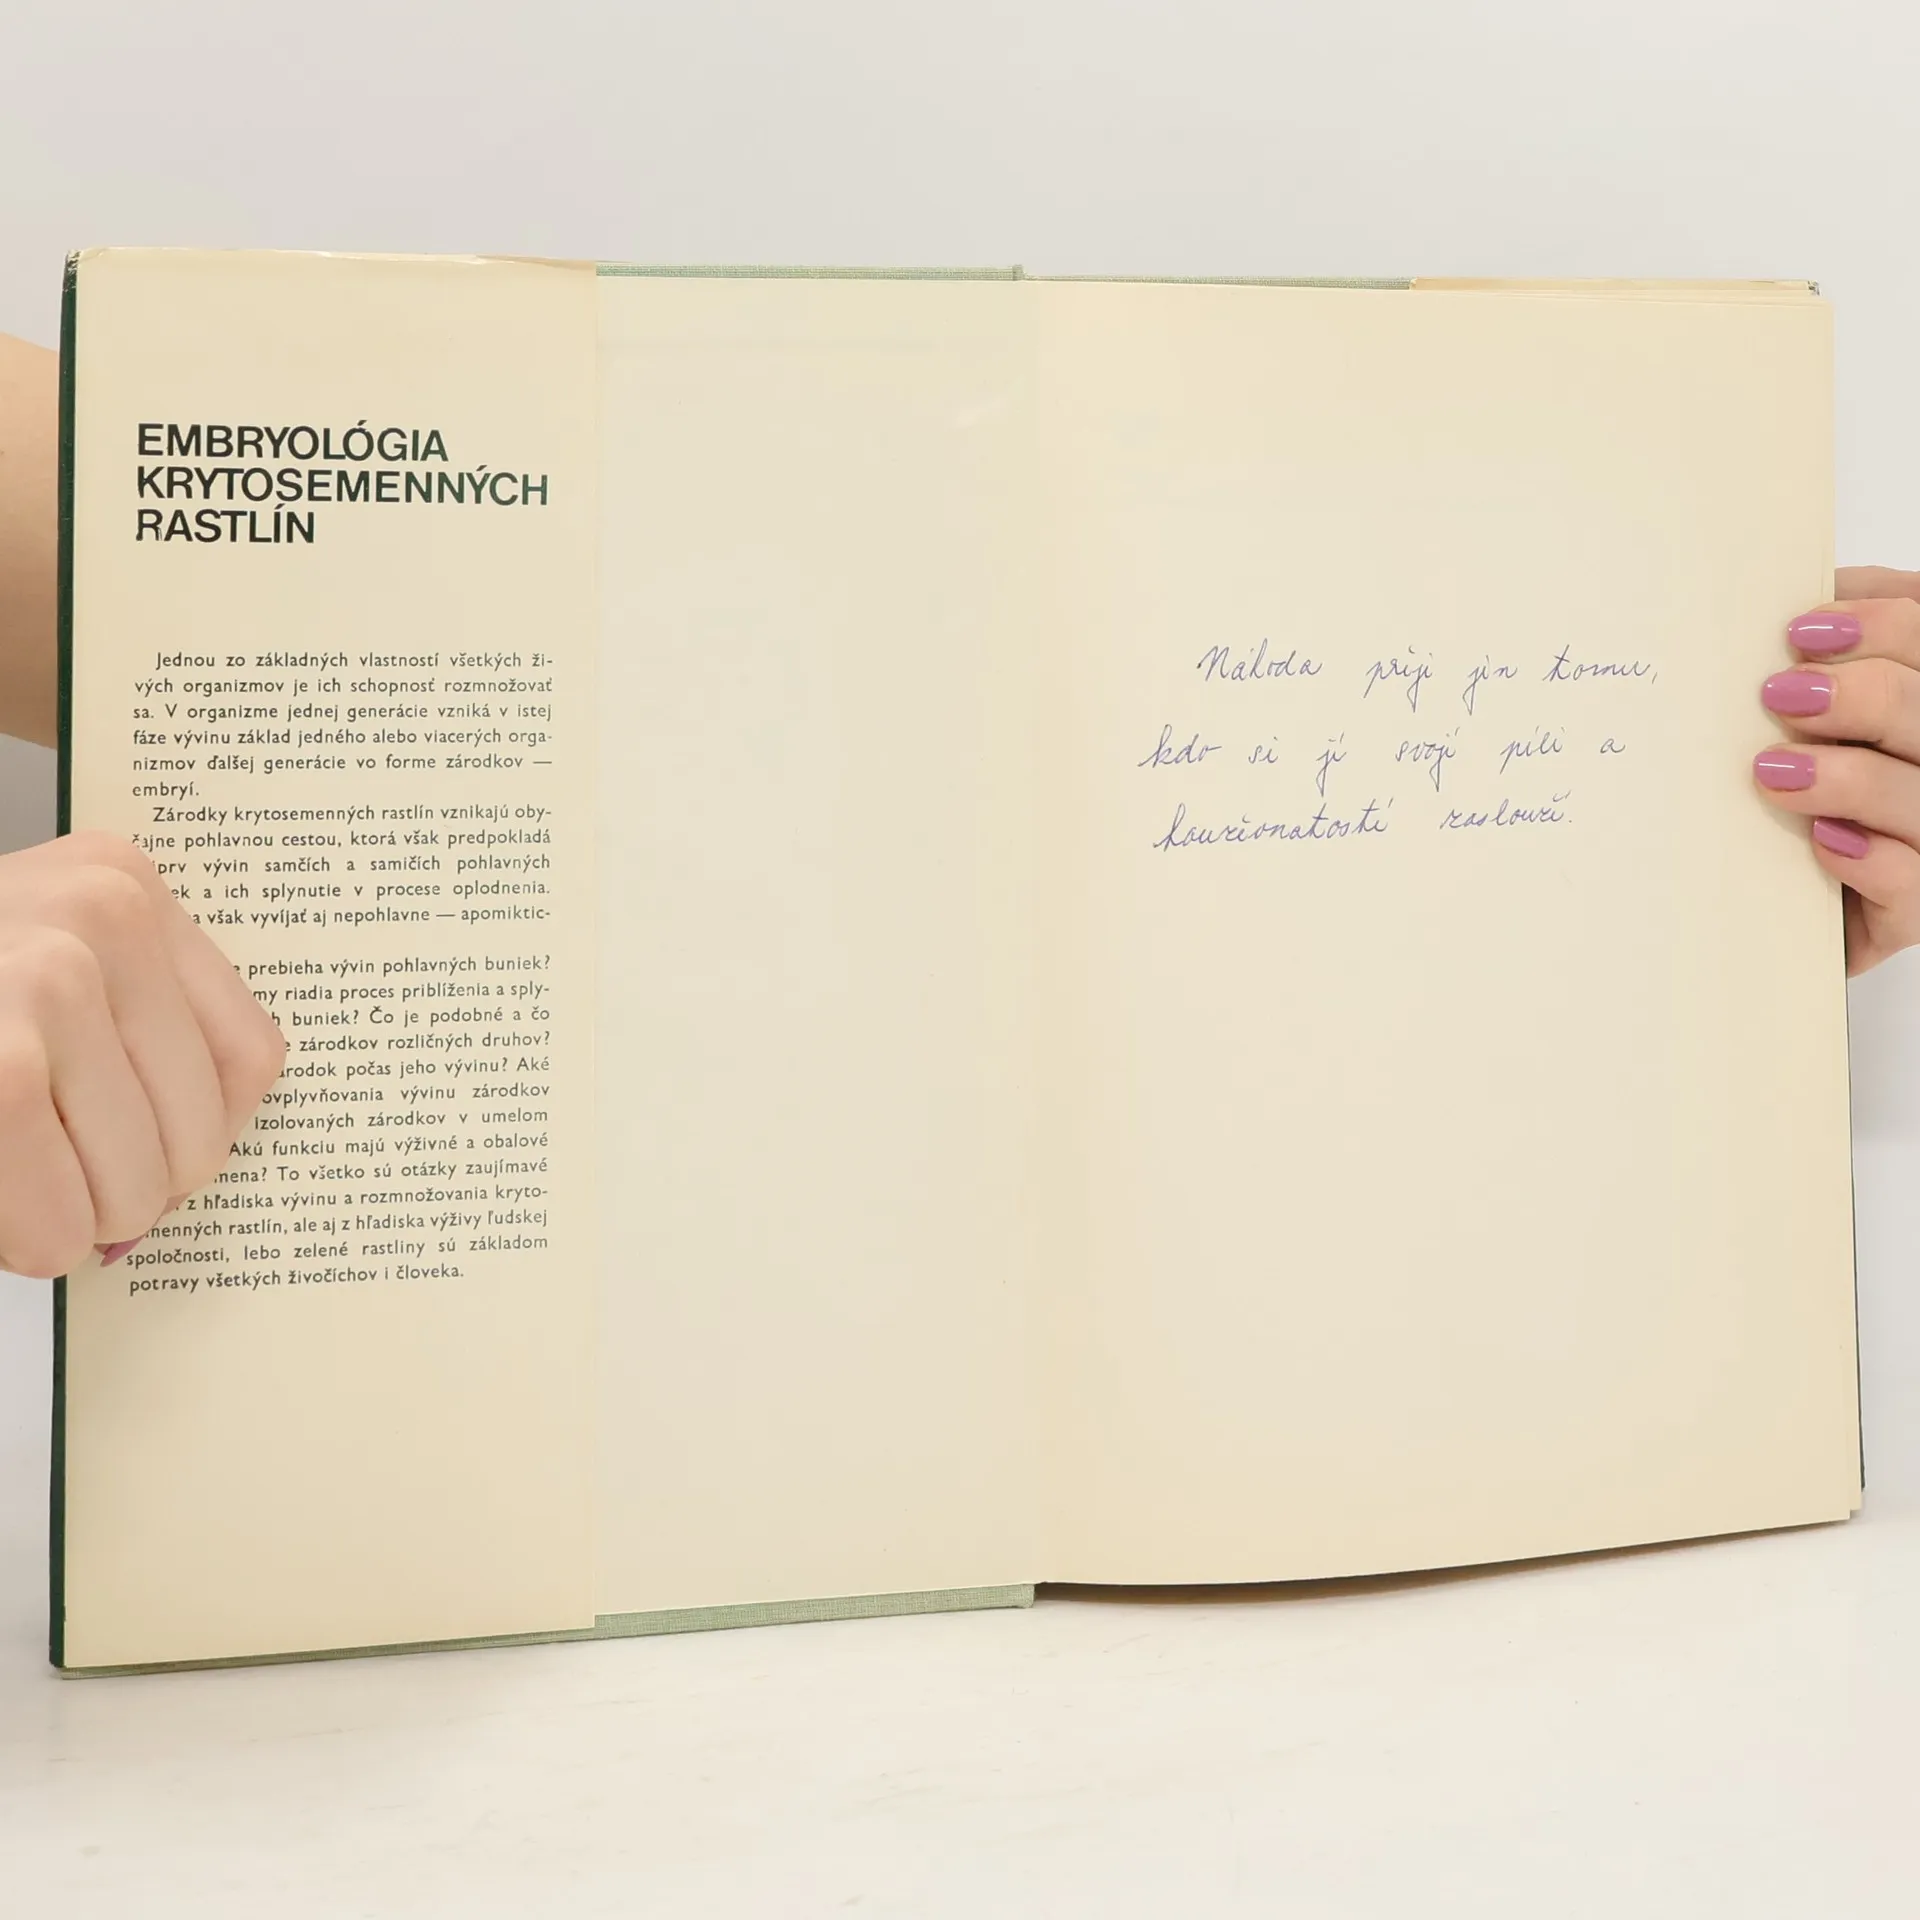 EMBRYOLÓGIA
KRYTOSEMENNÝCH
RASTLÍN
Jednou zo základných vlastností všetkých ži-
vých organizmov je ich schopnosť rozmnožovať
sa. V organizme jednej generácie vzniká v istej
fáze vývinu základ jedného alebo viacerých orga-
nizmov ďalšej generácie vo forme zárodkov —
embryí.
Zárodky krytosemenných rastlín vznikajú oby-
čajne pohlavnou cestou, ktorá však predpokladá
vývin samčích a samičích pohlavných
a ich splynutie v procese oplodnenia.
však vyvíjať aj nepohlavne — apomiktic-
prebieha vývin pohlavných buniek?
riadia proces priblíženia a sply-
buniek? Čo je podobné a čo
zárodkov rozličných druhov?
počas jeho vývinu? Aké
vývinu zárodkov
izolovaných zárodkov v umelom
Akú funkciu majú výživné a obalové
To všetko sú otázky zaujímavé
z hľadiska vývinu a rozmnožovania kryto-
menných rastlín, ale aj z hľadiska výživy ľudskej
spoločnosti, lebo zelené rastliny sú základom
potravy všetkých živočíchov i človeka.
Náhoda přijí jen tomu,
kdo si jí svojí pílí a
houževnatostí zaslouží.